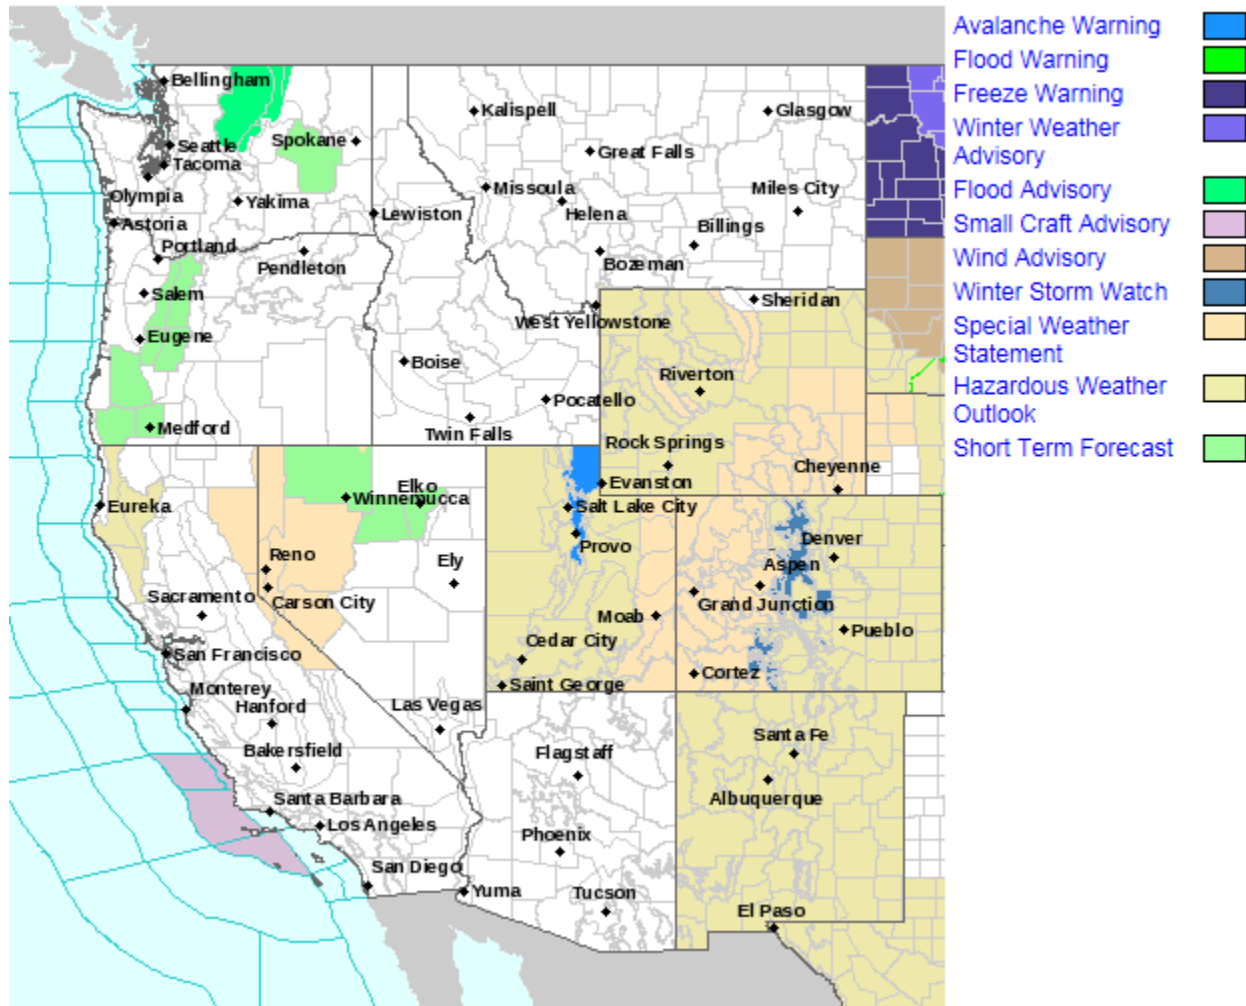 Bellingham
Kalispell
Glasgow
Seattle
Spokane
Great Falls
Tacoma
Missoula
Miles City
Olympia
Yakima
Helena
Astoria
Lewiston
Billings
Portland
Pendleton
Bozeman
Salem
Sheridan
West Yellowstone
Eugene
Boise
Riverton
Pocatello
Medford
Twin Falls
Rock Springs
Cheyenne
Elko
Evanston
Winnemucca
Eureka
Salt Lake City
Denver
Provo
Reno
Ely
Aspen
Sacramento
Carson City
Grand Junction
Moab
Pueblo
Cedar City
San Francisco
Cortez
Saint George
Monterey
Hanford
Las Vegas
Santa Fe
Bakersfield
Flagstaff
Albuquerque
Santa Barbara
Los Angeles
Phoenix
San Diego
Yuma
Tucson
El Paso
Avalanche Warning
Flood Warning
Freeze Warning
Winter Weather
Advisory
Flood Advisory
Small Craft Advisory
Wind Advisory
Winter Storm Watch
Special Weather
Statement
Hazardous Weather
Outlook
Short Term Forecast